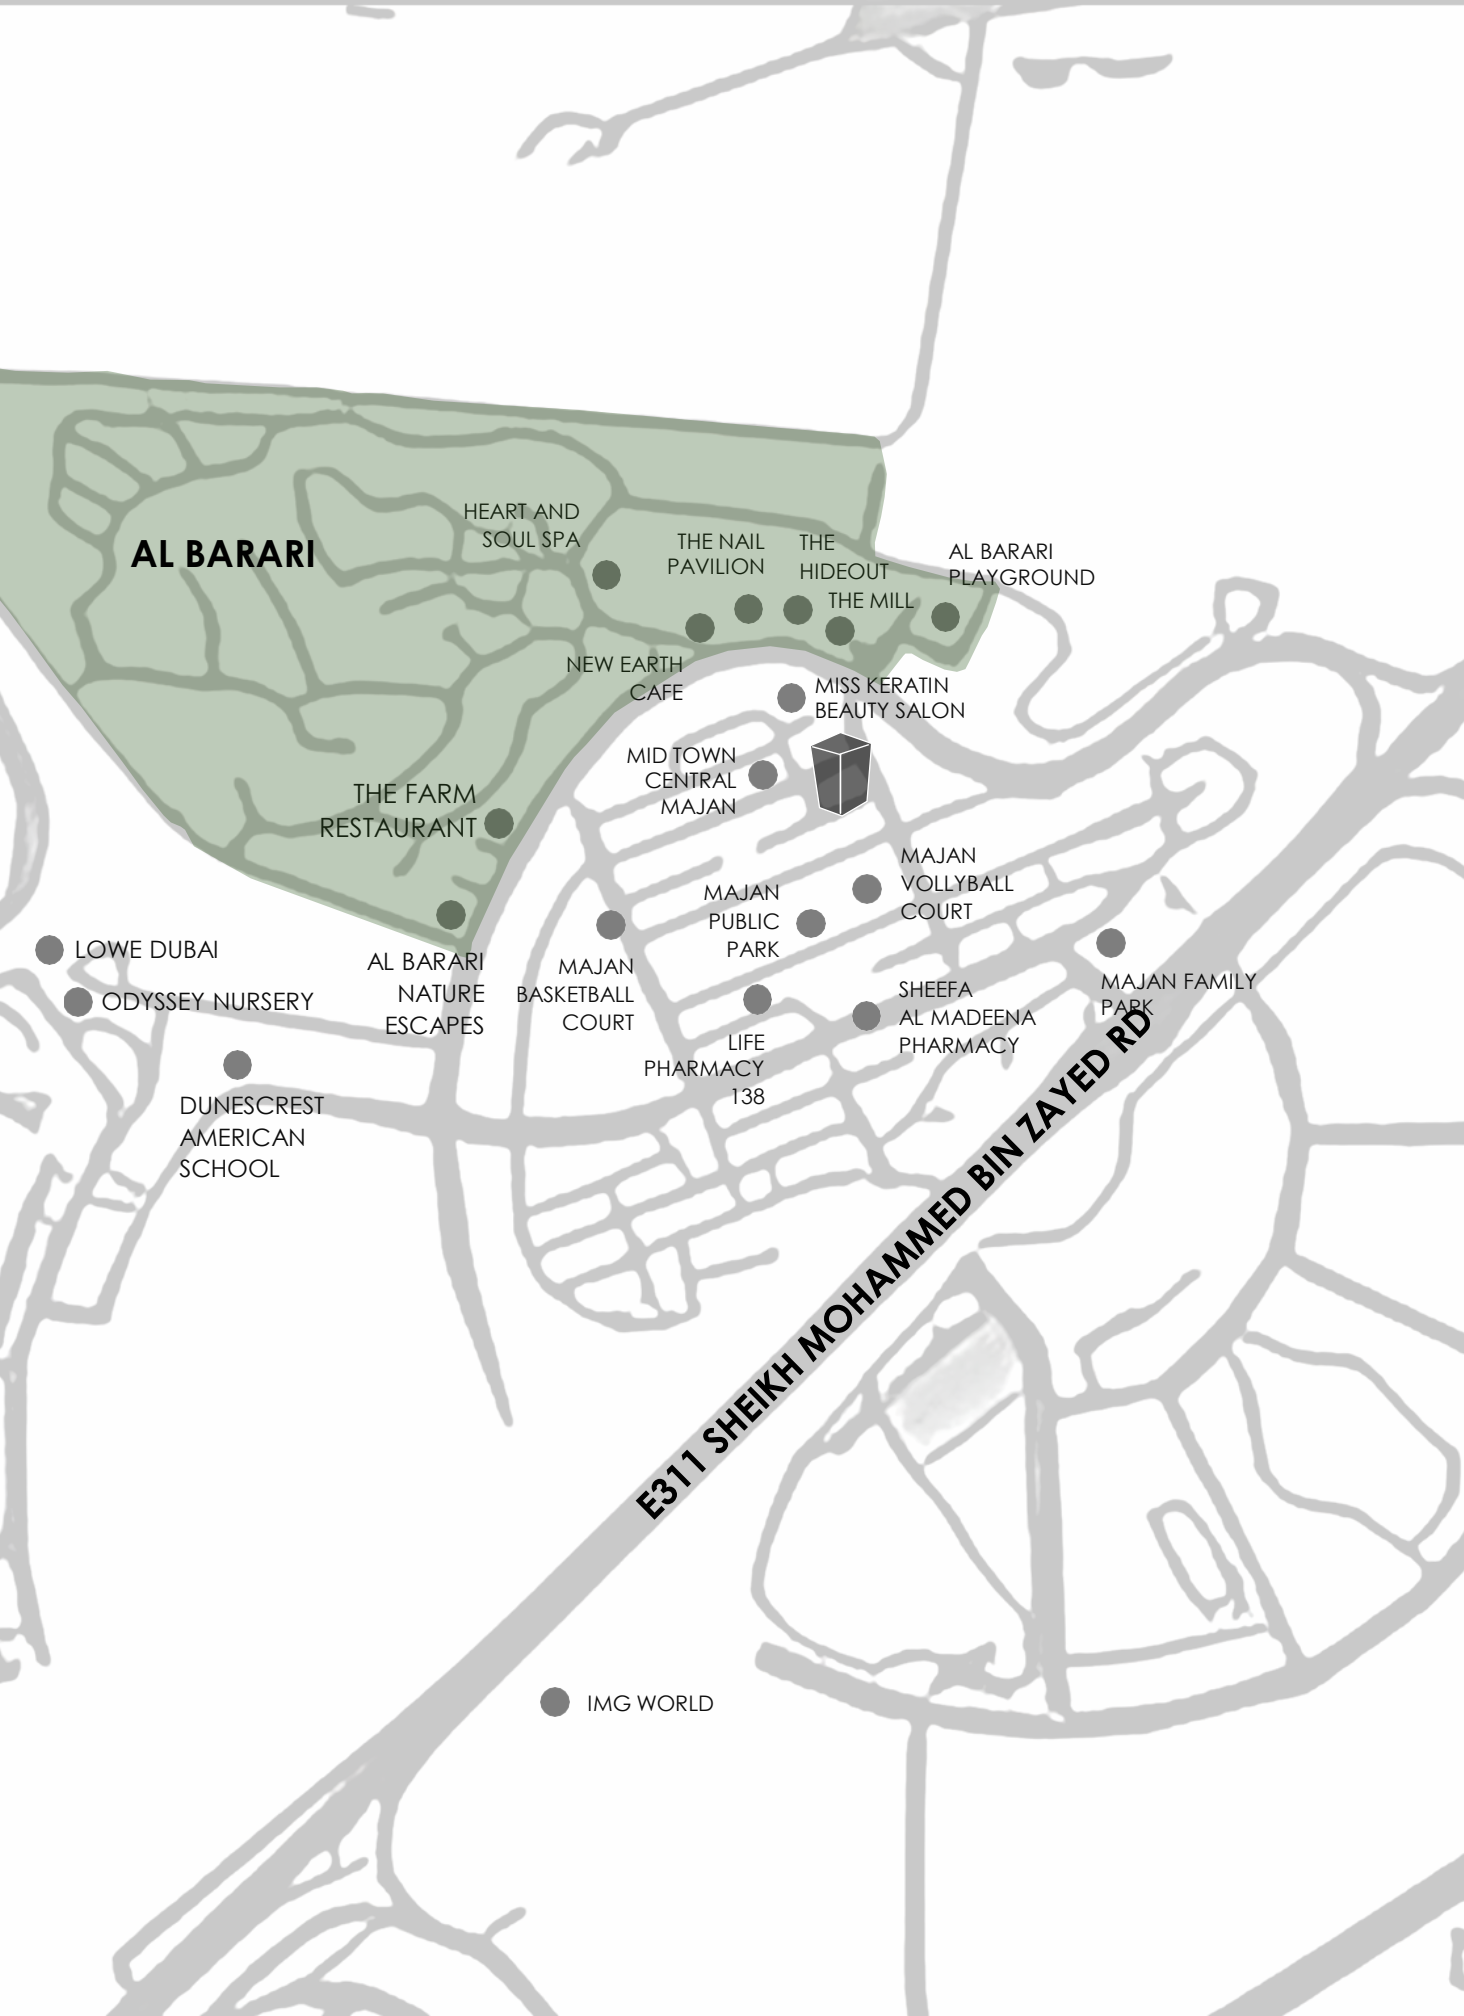 HEART AND
SOUL SPA
THE NAIL
PAVILION
THE
HIDEOUT
THE MILL
AL BARARI
PLAYGROUND
AL BARARI
NEW EARTH
CAFE
MISS KERATIN
BEAUTY SALON
MID TOWN
CENTRAL
MAJAN
THE FARM
RESTAURANT
MAJAN
VOLLYBALL
COURT
MAJAN
PUBLIC
PARK
LOWE DUBAI
ODYSSEY NURSERY
AL BARARI
NATURE
ESCAPES
MAJAN
BASKETBALL
COURT
SHEEFA
AL MADEENA
PHARMACY
MAJAN FAMILY
PARK
LIFE
PHARMACY
138
DUNESCREST
AMERICAN
SCHOOL
E311 SHEIKH MOHAMMED BIN ZAYED RD
IMG WORLD